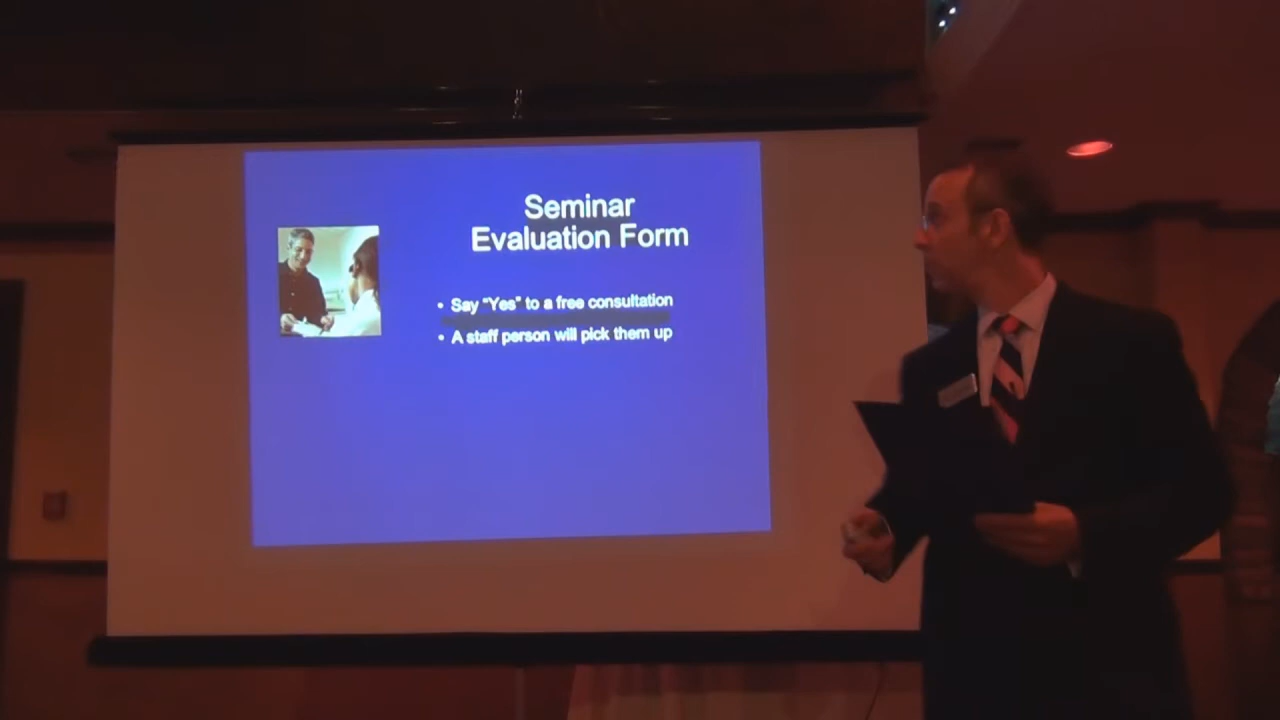 Seminar
Evaluation Form
• Say "Yes" to a free consultation
• A staff person will pick them up